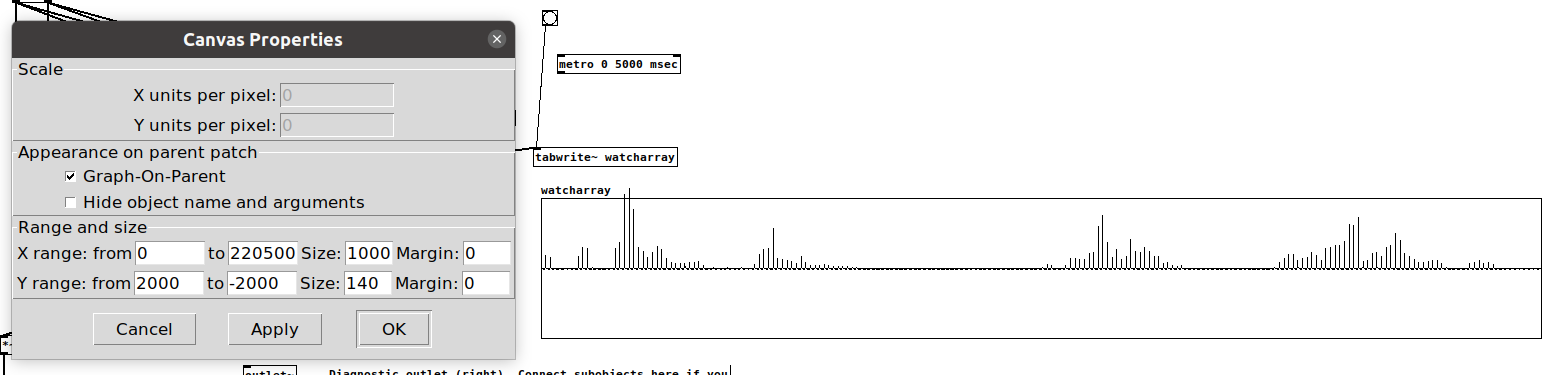 Canvas Properties
Scale
X units per pixel: 0
Y units per pixel: 0
Appearance on parent patch
Graph-On-Parent
Hide object name and arguments
Range and size
X range: from 0 to 220500 Size: 1000 Margin: 0
Y range: from 2000 to -2000 Size: 140 Margin: 0
Cancel Apply OK
metro 0 5000 msec
tabwrite~ watcharray
watcharray
*~
outlet~
Diagnostic outlet (right). Connect subobjects here if you